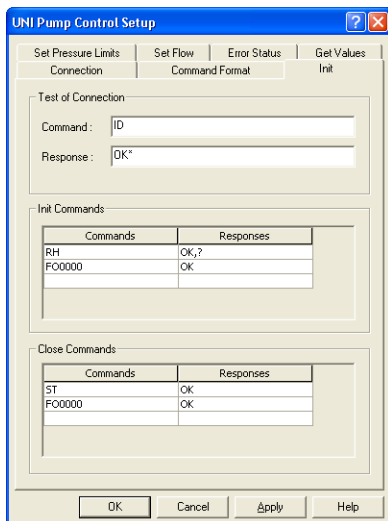 UNI Pump Control Setup
Set Pressure Limits Set Flow Error Status Get Values
Connection Command Format Init
Test of Connection
Command : ID
Response : OK*
Init Commands
Commands Responses
RH OK,?
FO0000 OK
Close Commands
Commands Responses
ST OK
FO0000 OK
OK Cancel Apply Help